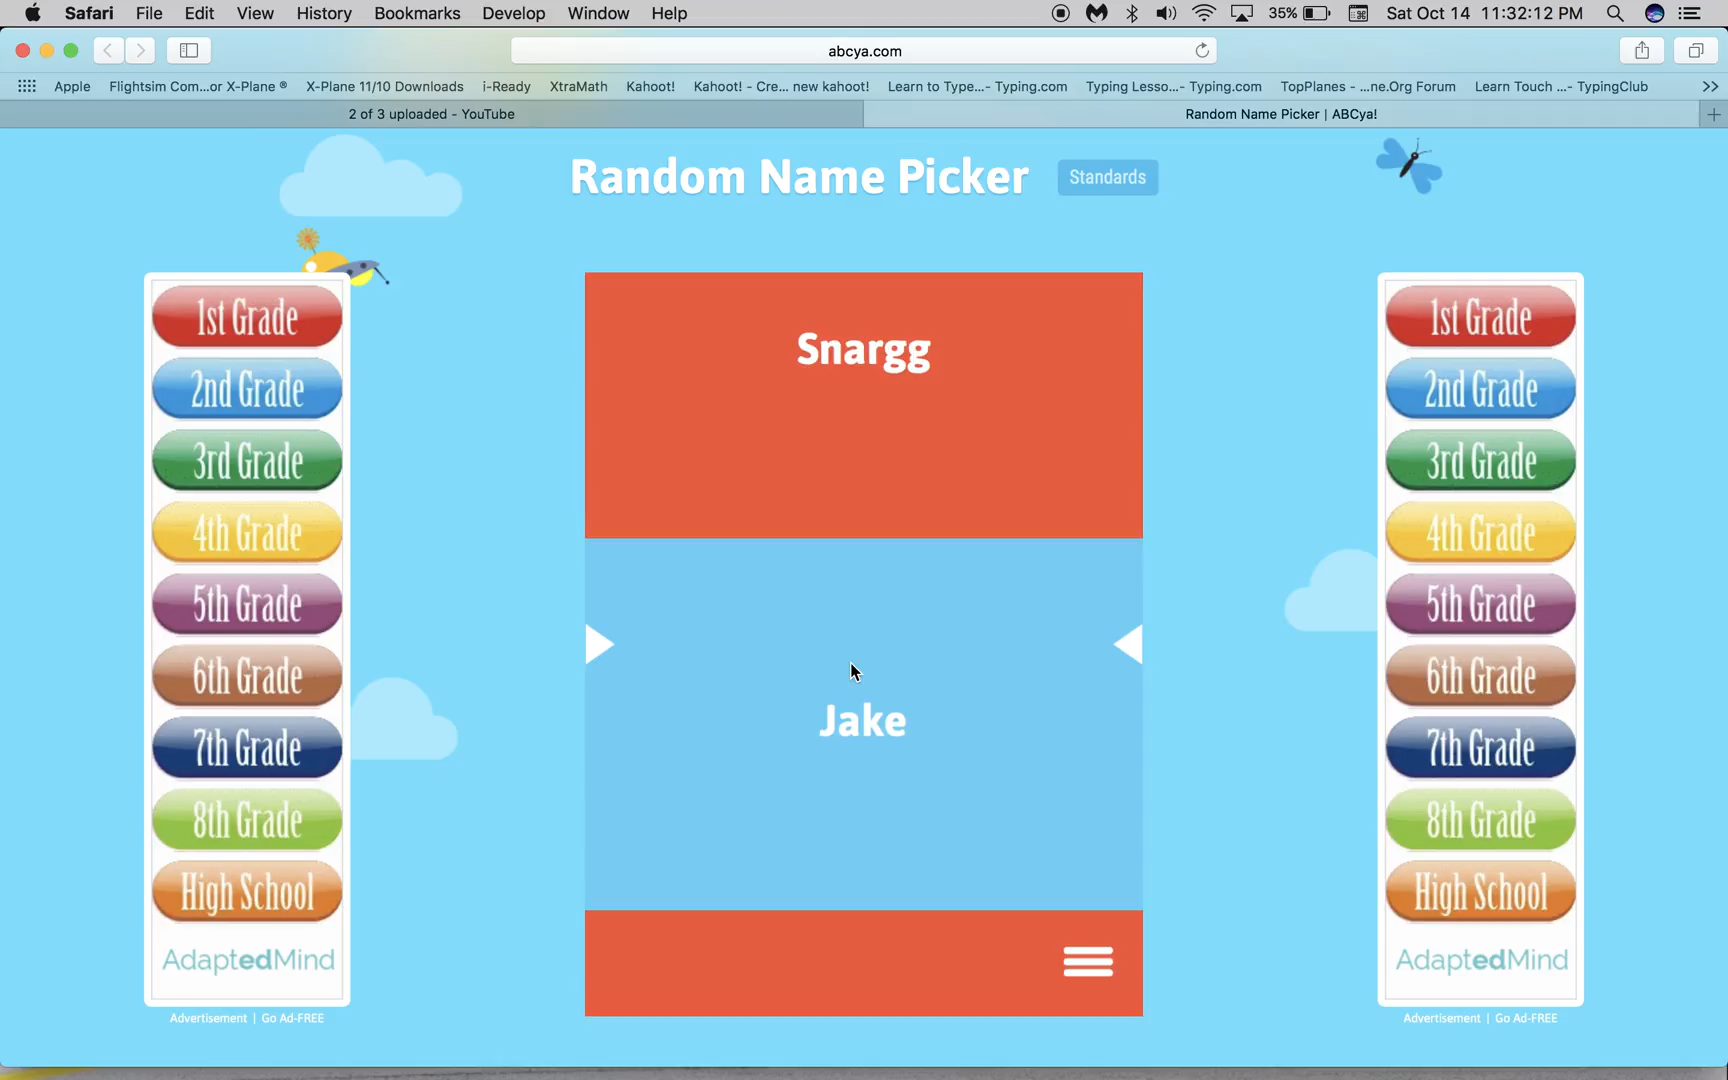 Safari File Edit View History Bookmarks Develop Window Help 35% Sat Oct 14 11:32:12 PM
abcya.com
Apple Flightsim Com...or X-Plane ® X-Plane 11/10 Downloads i-Ready XtraMath Kahoot! Kahoot! - Cre... new kahoot! Learn to Type...- Typing.com Typing Lesso...- Typing.com TopPlanes - ...ne.Org Forum Learn Touch ...- TypingClub
2 of 3 uploaded - YouTube Random Name Picker | ABCya!
Random Name Picker Standards
1st Grade
2nd Grade
3rd Grade
4th Grade
5th Grade
6th Grade
7th Grade
8th Grade
High School
AdaptedMind
Advertisement | Go Ad-FREE
Snargg
Jake
1st Grade
2nd Grade
3rd Grade
4th Grade
5th Grade
6th Grade
7th Grade
8th Grade
High School
AdaptedMind
Advertisement | Go Ad-FREE